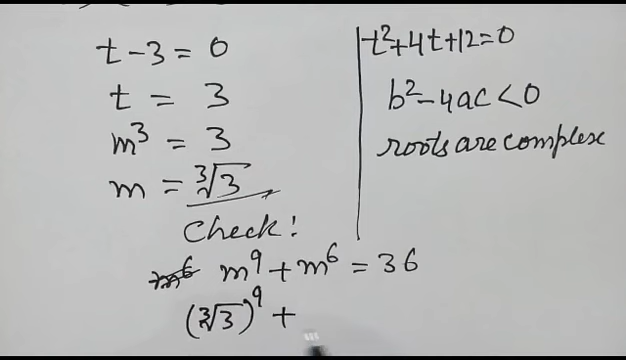 t - 3 = 0
t = 3
m³ = 3
m = ∛3
Check!
m⁹ + m⁶ = 36
(∛3)⁹ +
t² + 4t + 12 = 0
b² - 4ac < 0
roots are complex